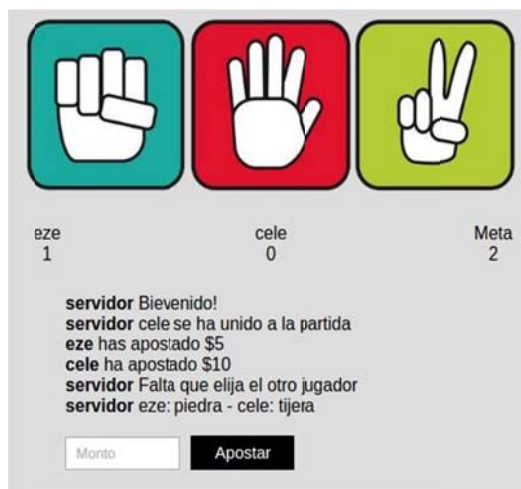 eze cele Meta
1 0 2
servidor Bievenido!
servidor cele se ha unido a la partida
eze has apostado $5
cele ha apostado $10
servidor Falta que elija el otro jugador
servidor eze: piedra - cele: tijera
Monto Apostar